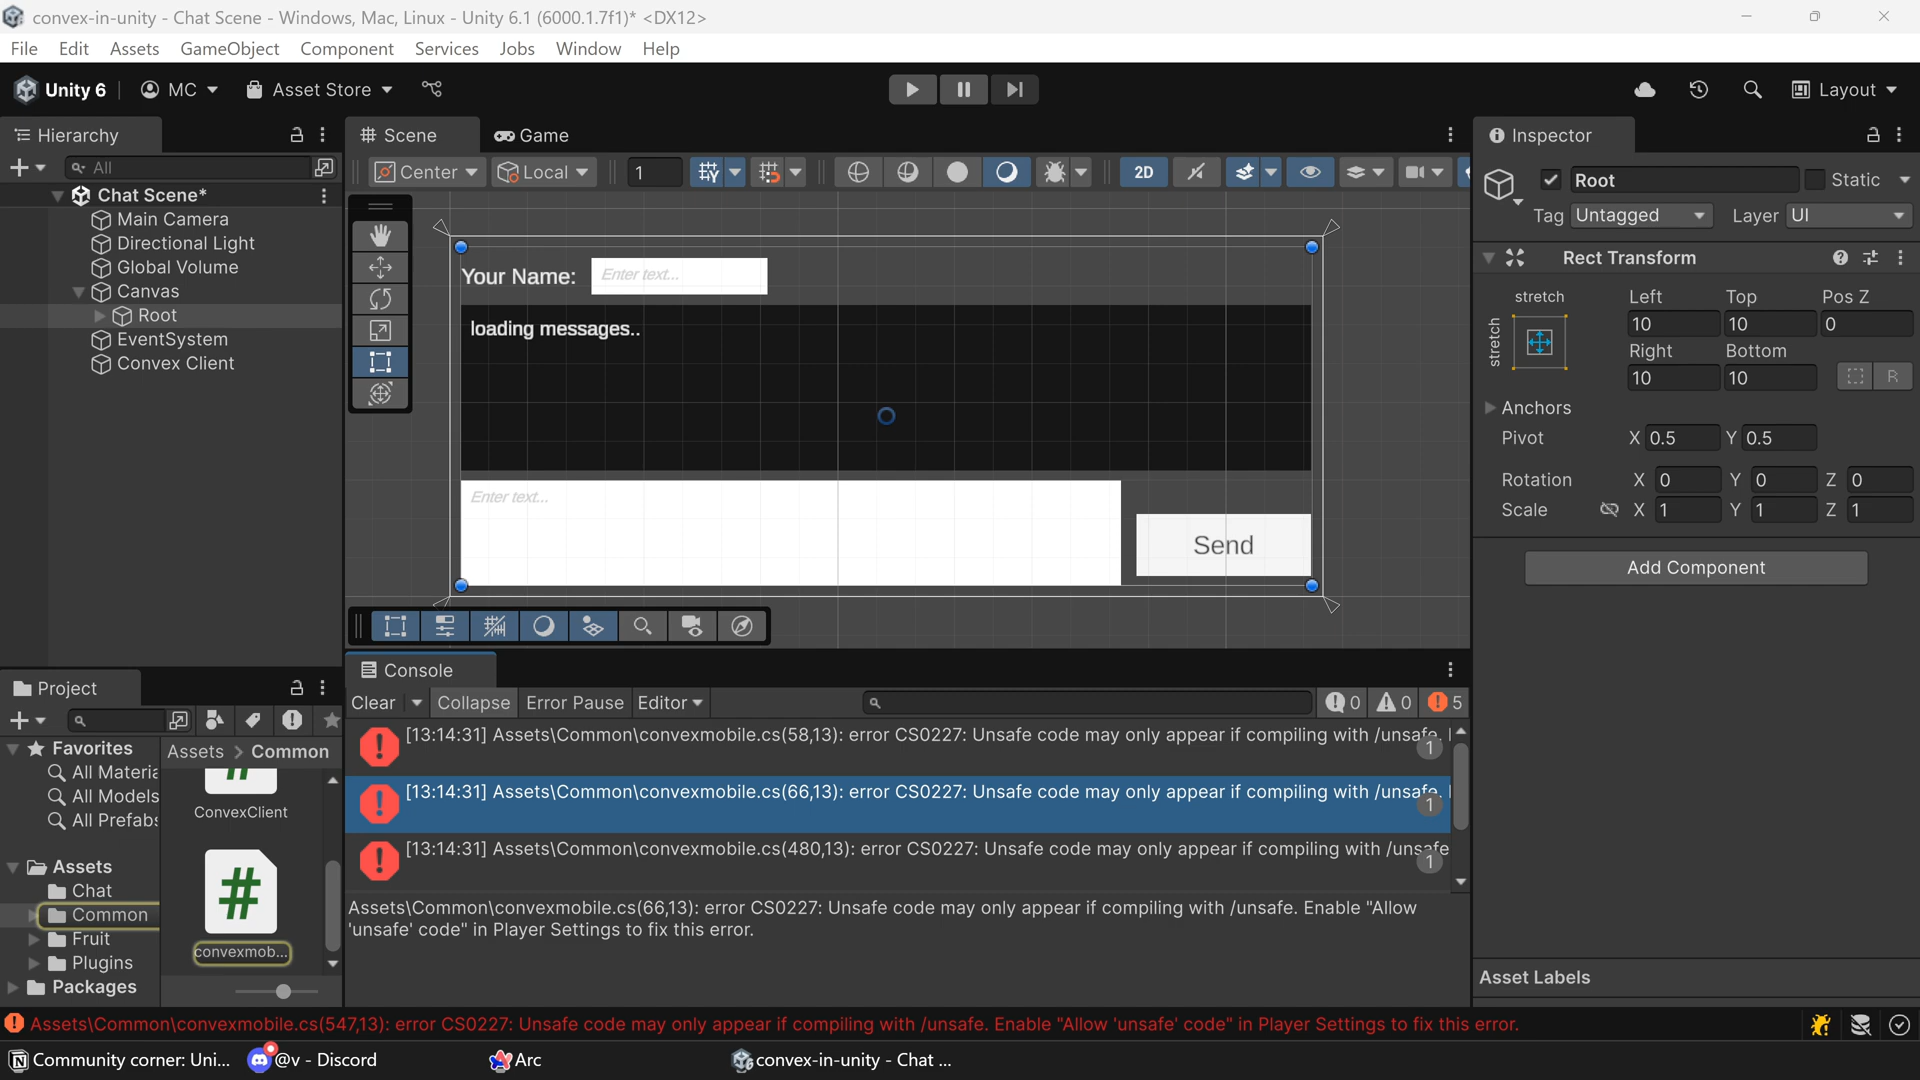 convex-in-unity - Chat Scene - Windows, Mac, Linux - Unity 6.1 (6000.1.7f1)* <DX12>
File Edit Assets GameObject Component Services Jobs Window Help
Unity 6 MC Asset Store Layout
Hierarchy
All
Chat Scene*
Main Camera
Directional Light
Global Volume
Canvas
Root
EventSystem
Convex Client
Scene Game
Center Local 1 2D
Your Name: Enter text...
loading messages..
Enter text...
Send
Inspector
Root Static
Tag Untagged Layer UI
Rect Transform
stretch Left Top Pos Z
stretch
10 10 0
Right Bottom
10 10 R
Anchors
Pivot X 0.5 Y 0.5
Rotation X 0 Y 0 Z 0
Scale X 1 Y 1 Z 1
Add Component
Asset Labels
Project
Favorites
All Materia
All Models
All Prefabs
Assets
Chat
Common
Fruit
Plugins
Packages
Assets > Common
ConvexClient
#
convexmob...
Console
Clear Collapse Error Pause Editor 0 0 5
[13:14:31] Assets\Common\convexmobile.cs(58,13): error CS0227: Unsafe code may only appear if compiling with /unsafe.
1
[13:14:31] Assets\Common\convexmobile.cs(66,13): error CS0227: Unsafe code may only appear if compiling with /unsafe.
1
[13:14:31] Assets\Common\convexmobile.cs(480,13): error CS0227: Unsafe code may only appear if compiling with /unsafe
1
Assets\Common\convexmobile.cs(66,13): error CS0227: Unsafe code may only appear if compiling with /unsafe. Enable "Allow
'unsafe' code" in Player Settings to fix this error.
Assets\Common\convexmobile.cs(547,13): error CS0227: Unsafe code may only appear if compiling with /unsafe. Enable "Allow 'unsafe' code" in Player Settings to fix this error.
Community corner: Uni... @v - Discord Arc convex-in-unity - Chat ...